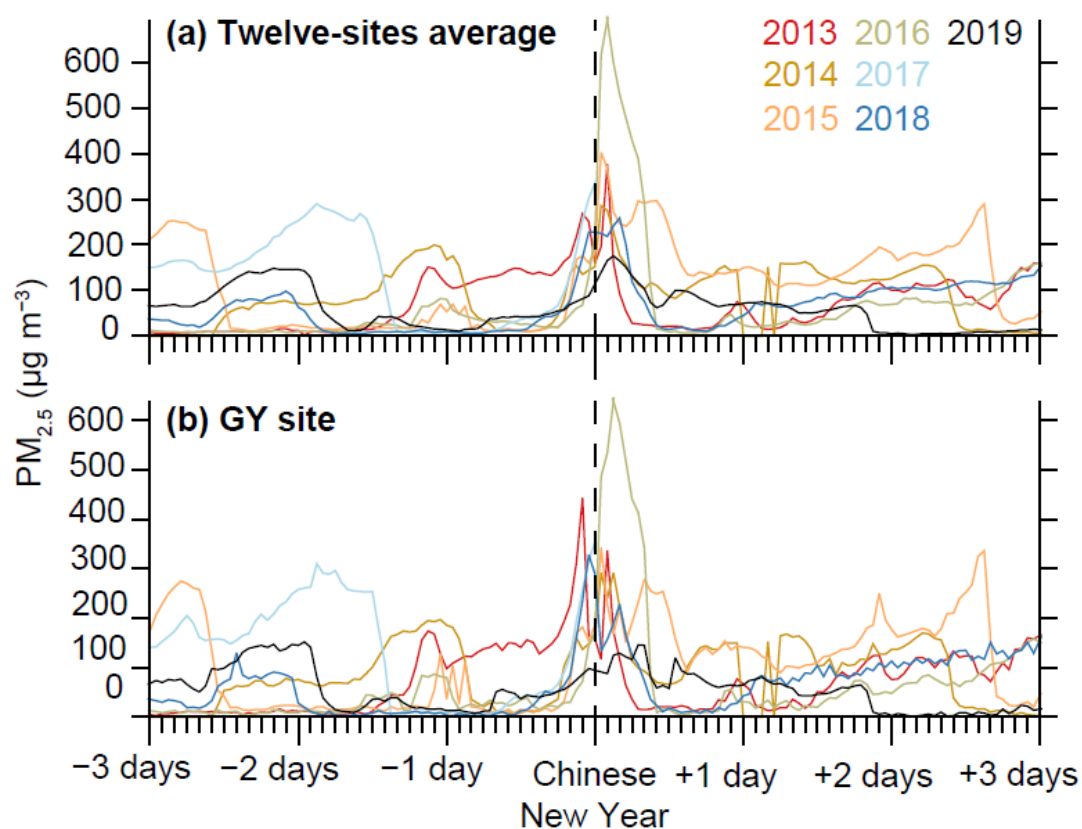 (a) Twelve-sites average
2013 2016 2019
2014 2017
2015 2018
600
500
400
300
200
100
0
PM2.5 (µg m−3)
(b) GY site
600
500
400
300
200
100
0
−3 days −2 days −1 day Chinese +1 day +2 days +3 days
New Year